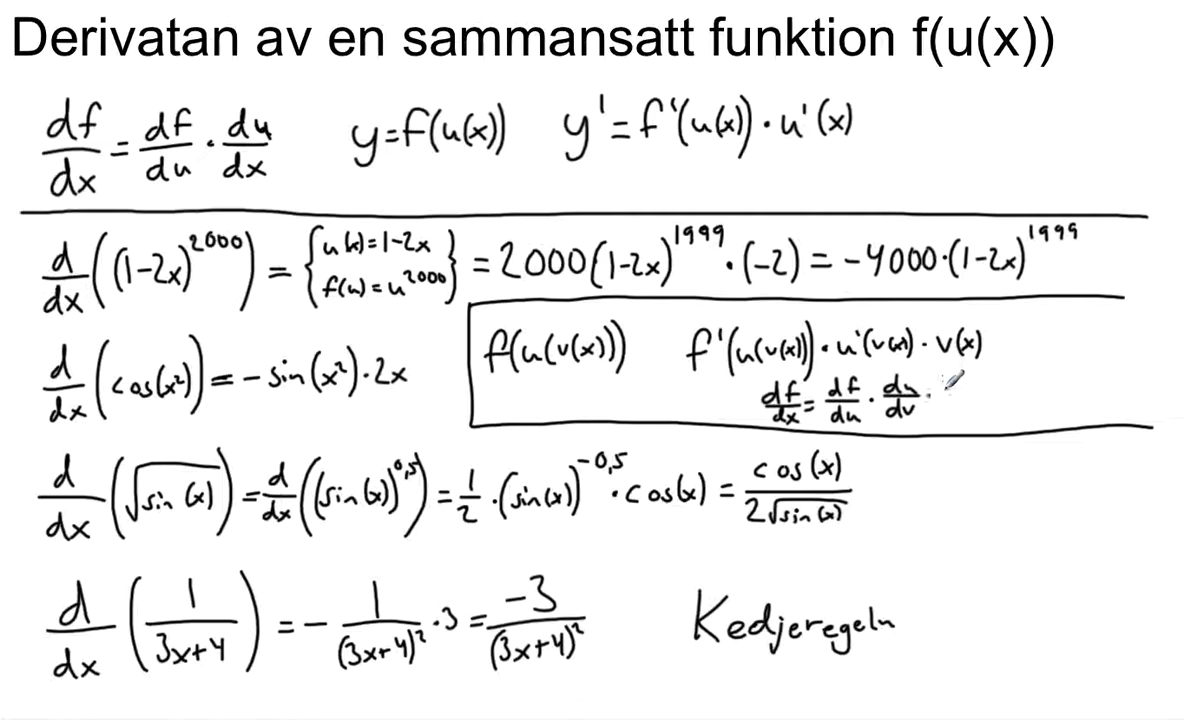 Derivatan av en sammansatt funktion f(u(x))
df/dx = df/du · du/dx y=f(u(x)) y'=f'(u(x))·u'(x)
d/dx((1-2x)^2000) = {u(x)=1-2x f(u)=u^2000} = 2000(1-2x)^1999·(-2) = -4000·(1-2x)^1999
f(u(v(x))) f'(u(v(x)))·u'(v(x))·v(x)
df/dx = df/du · du/dv ·
d/dx(cos(x²)) = -sin(x²)·2x
d/dx(√sin(x)) = d/dx((sin(x))^0,5) = 1/2·(sin(x))^-0,5·cos(x) = cos(x)/2√sin(x)
d/dx(1/3x+4) = -1/(3x+4)²·3 = -3/(3x+4)²
Kedjeregeln